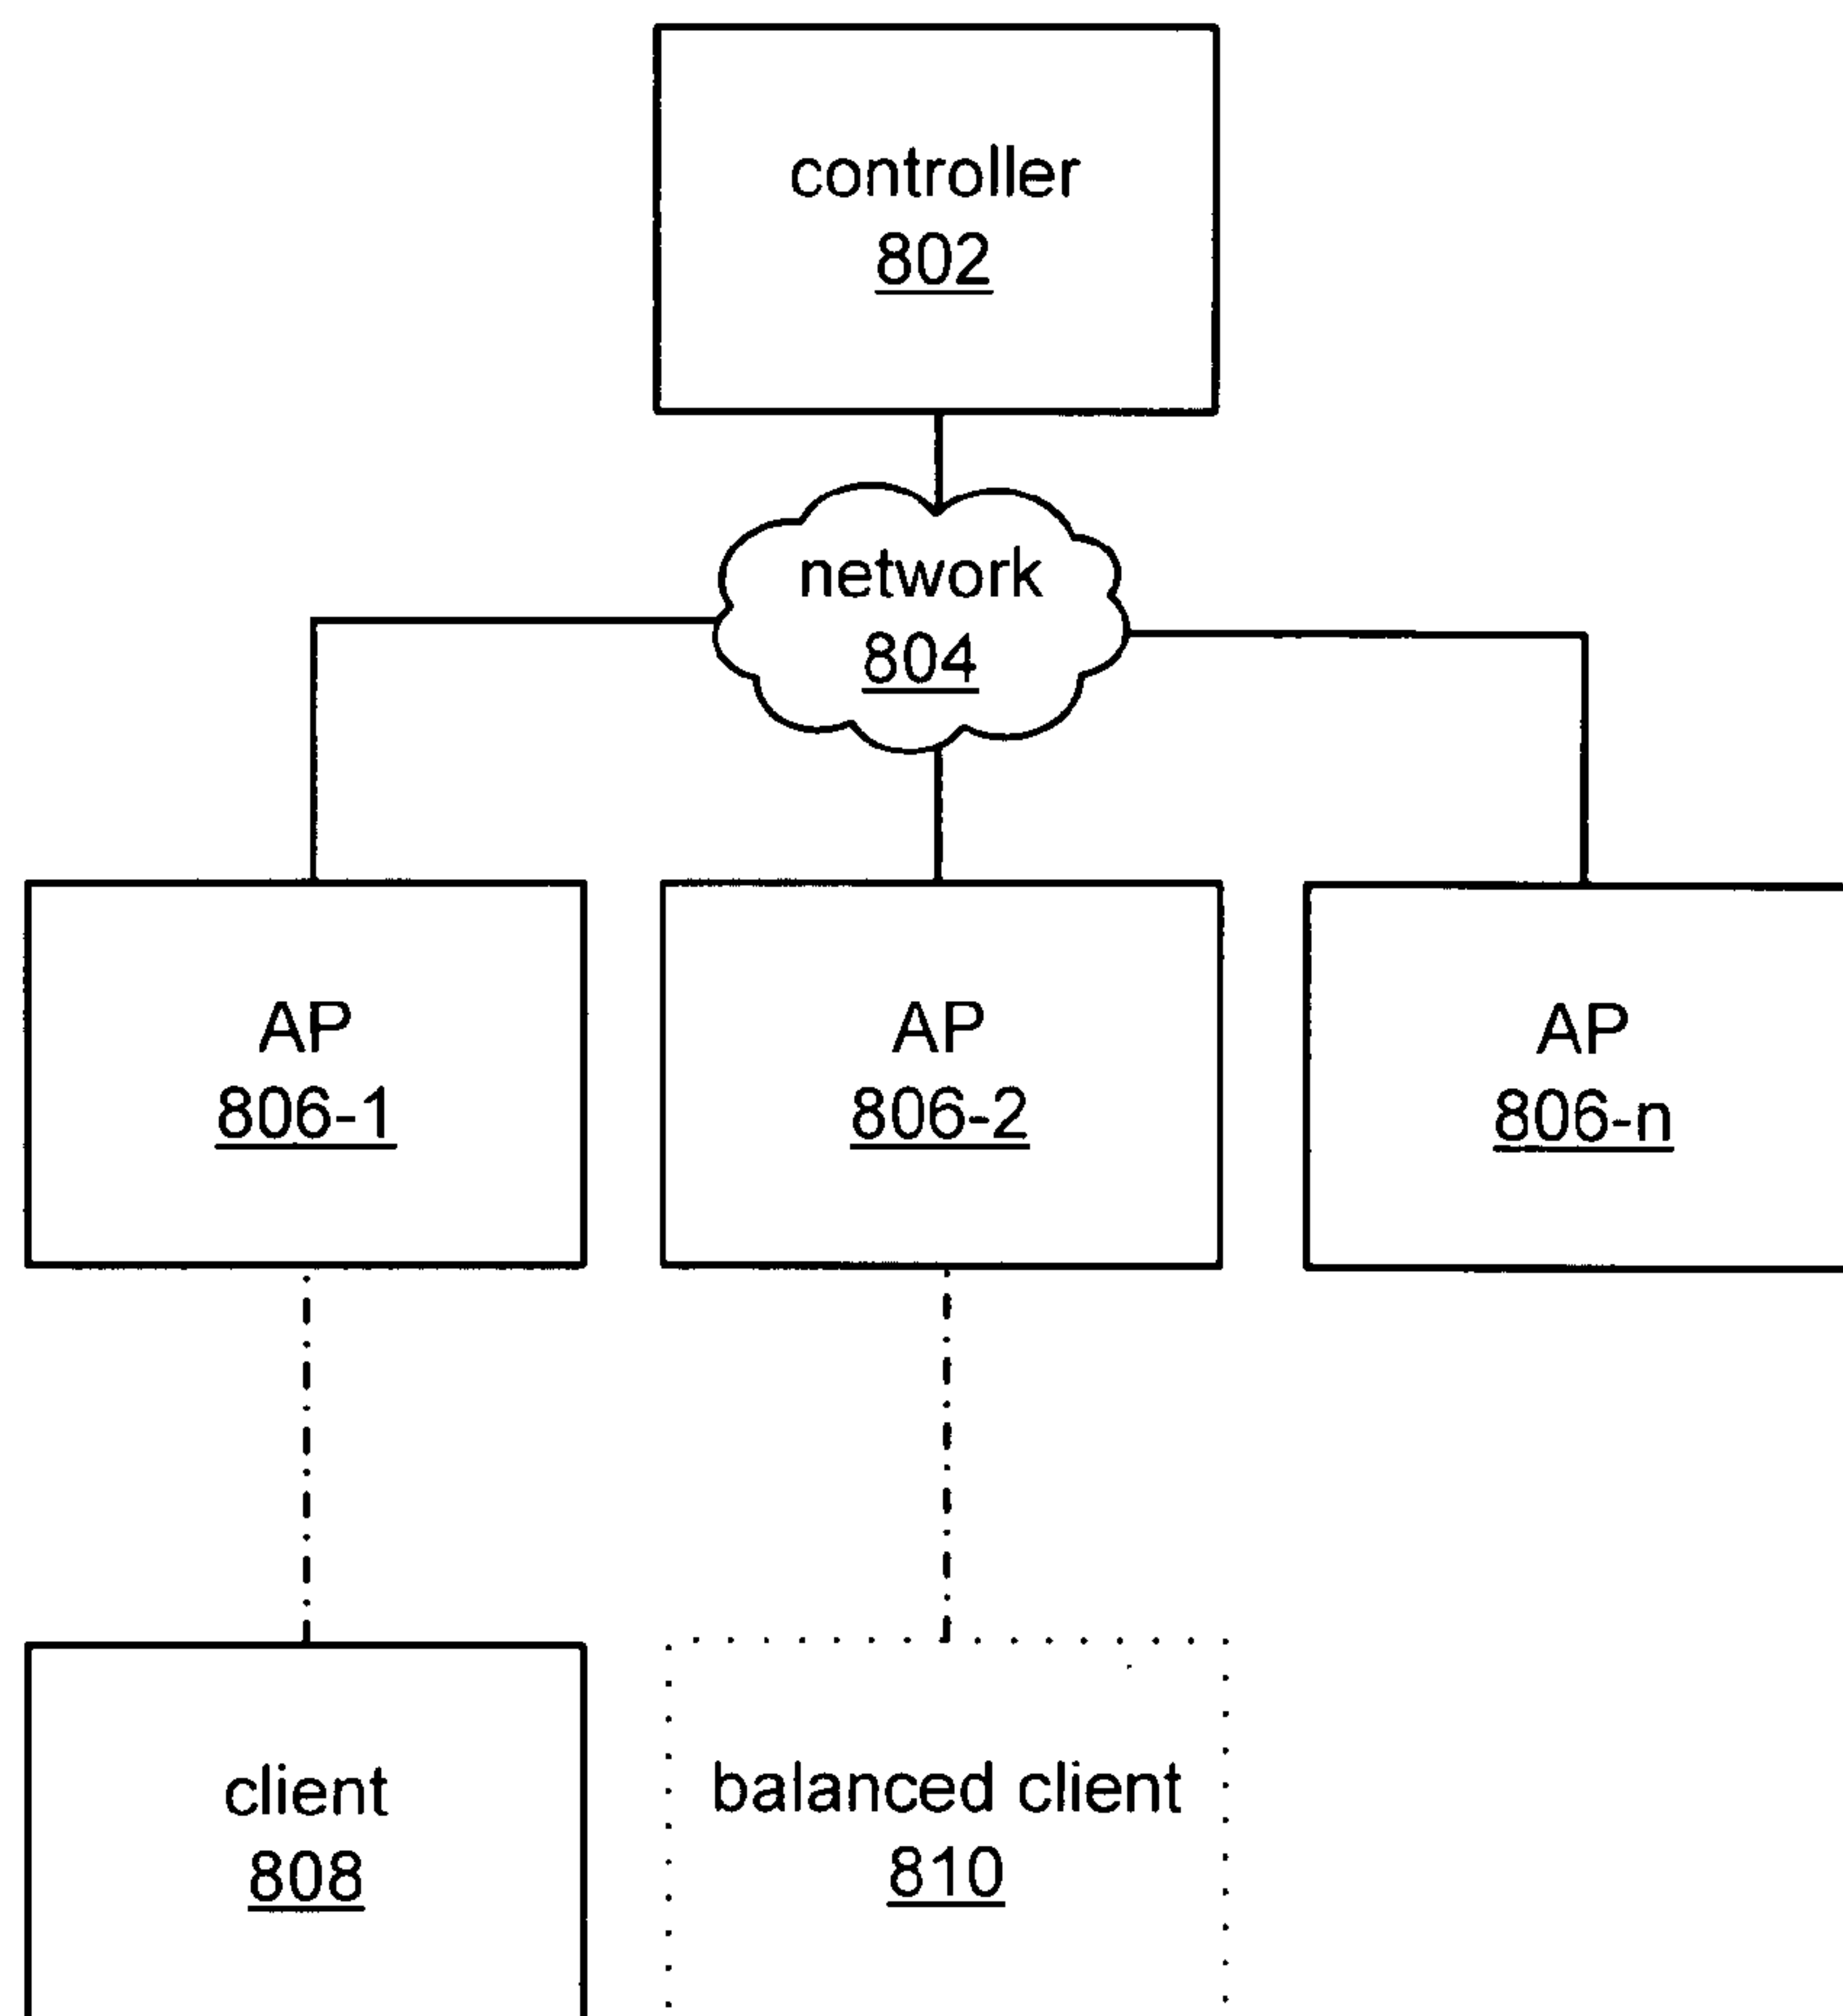 controller
802
network
804
AP
806-1
AP
806-2
AP
806-n
client
808
balanced client
810